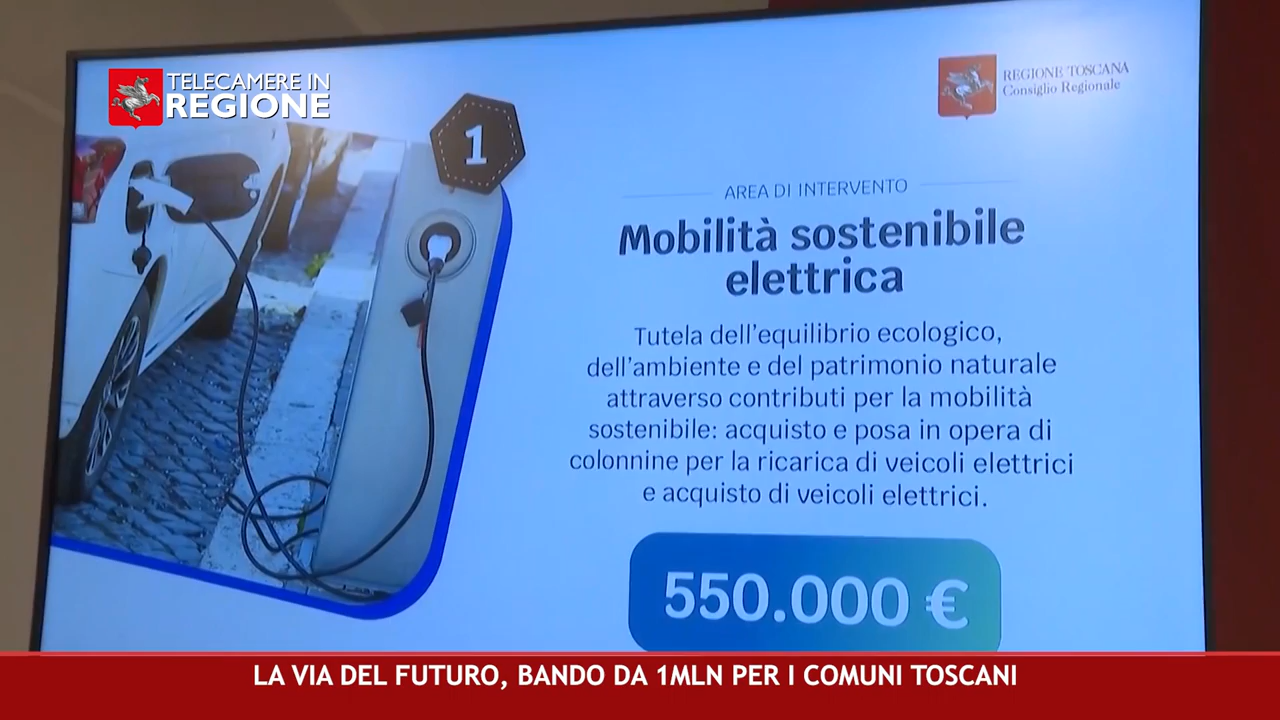 TELECAMERE IN
REGIONE
REGIONE TOSCANA
Consiglio Regionale
1
AREA DI INTERVENTO
Mobilità sostenibile
elettrica
Tutela dell'equilibrio ecologico,
dell'ambiente e del patrimonio naturale
attraverso contributi per la mobilità
sostenibile: acquisto e posa in opera di
colonnine per la ricarica di veicoli elettrici
e acquisto di veicoli elettrici.
550.000 €
LA VIA DEL FUTURO, BANDO DA 1MLN PER I COMUNI TOSCANI